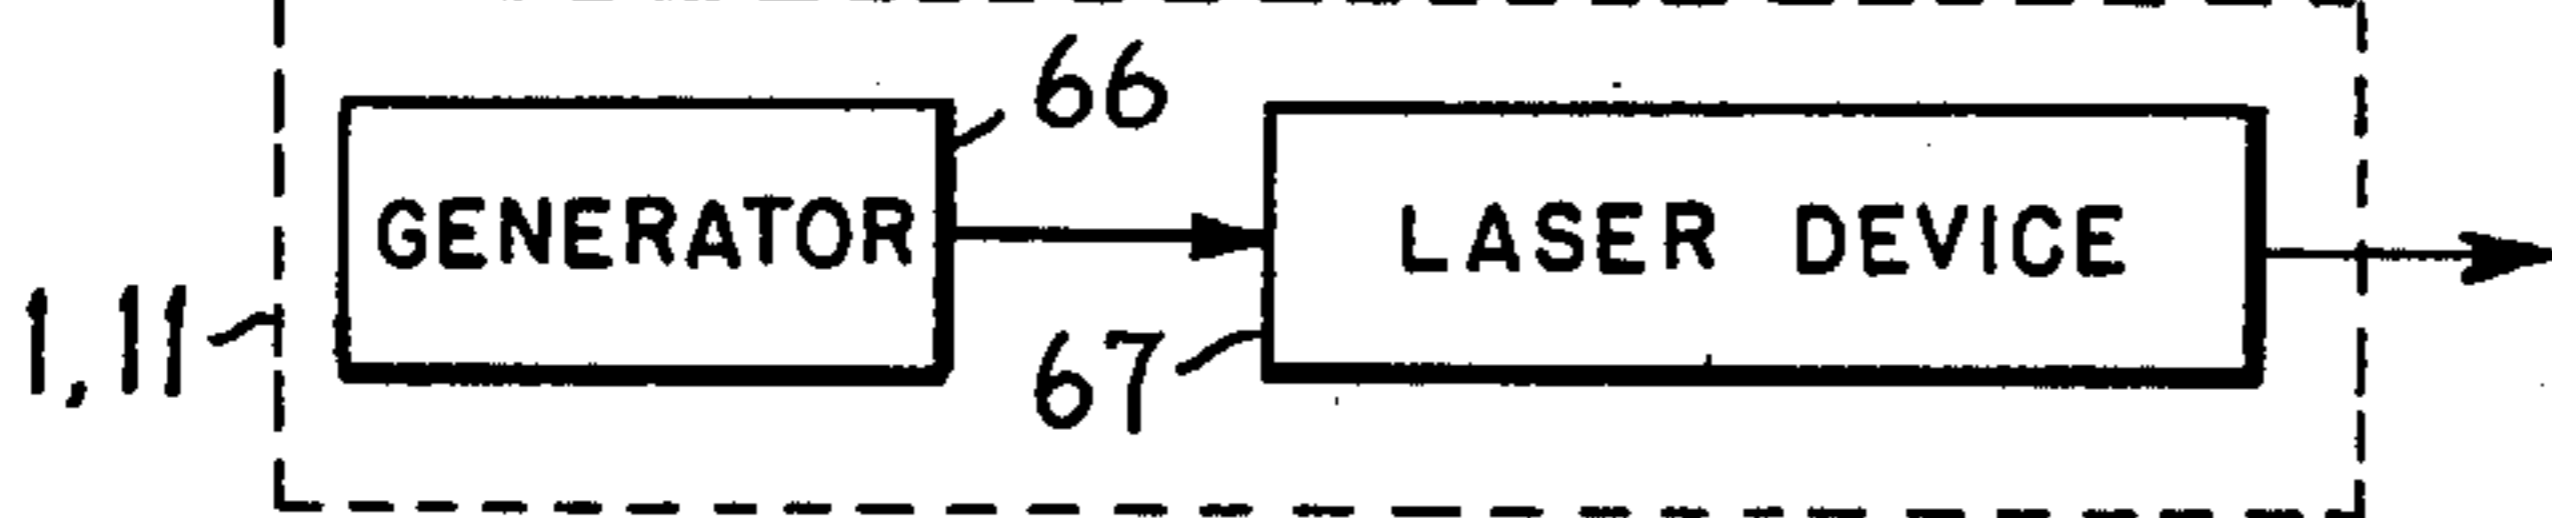 66
GENERATOR
LASER DEVICE
1,11
67